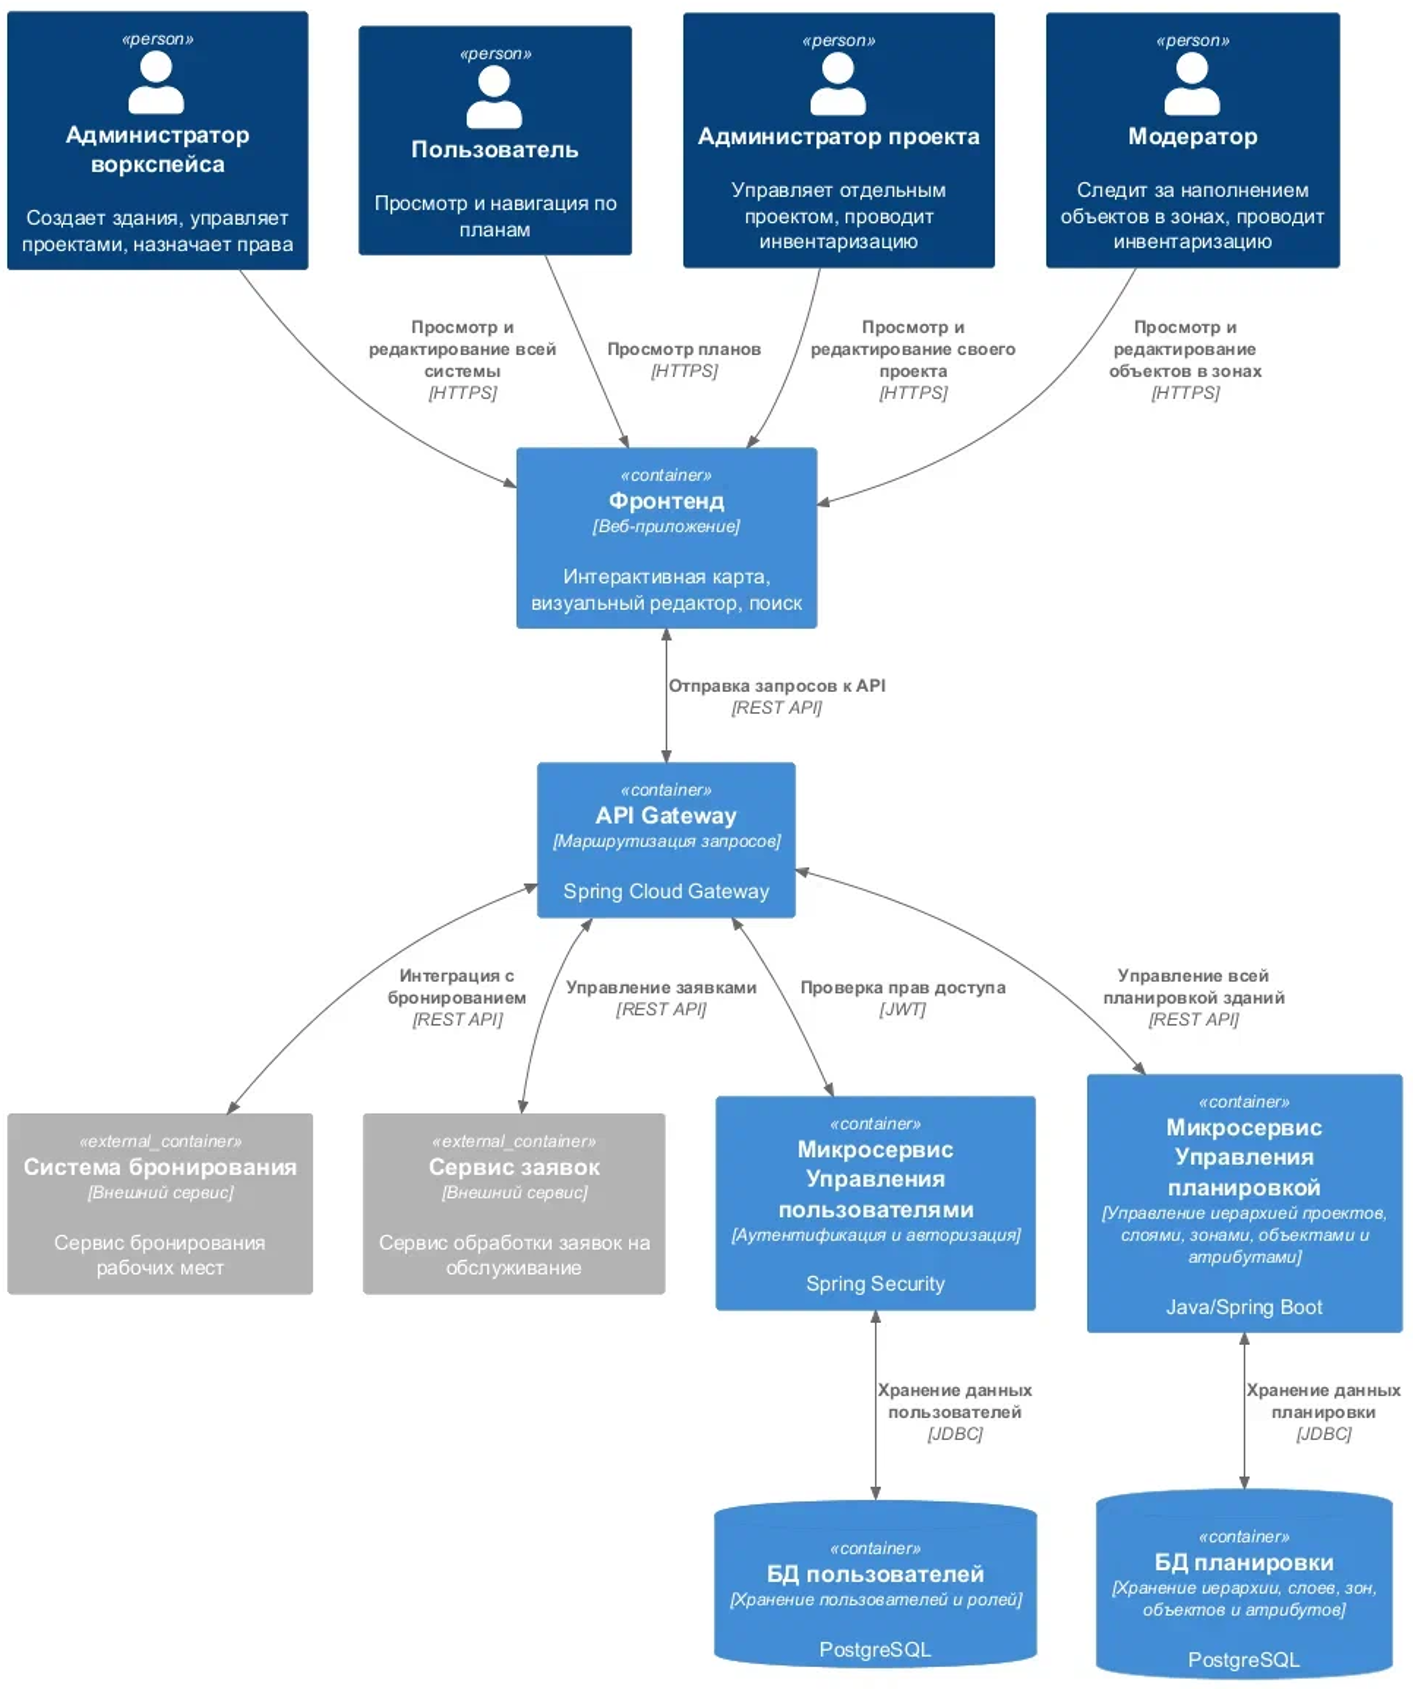 «person»
Администратор
воркспейса
Создает здания, управляет
проектами, назначает права
«person»
Пользователь
Просмотр и навигация по
планам
«person»
Администратор проекта
Управляет отдельным
проектом, проводит
инвентаризацию
«person»
Модератор
Следит за наполнением
объектов в зонах, проводит
инвентаризацию
Просмотр и
редактирование всей
системы
[HTTPS]
Просмотр планов
[HTTPS]
Просмотр и
редактирование своего
проекта
[HTTPS]
Просмотр и
редактирование
объектов в зонах
[HTTPS]
«container»
Фронтенд
[Веб-приложение]
Интерактивная карта,
визуальный редактор, поиск
Отправка запросов к API
[REST API]
«container»
API Gateway
[Маршрутизация запросов]
Spring Cloud Gateway
Интеграция с
бронированием
[REST API]
Управление заявками
[REST API]
Проверка прав доступа
[JWT]
Управление всей
планировкой зданий
[REST API]
«external_container»
Система бронирования
[Внешний сервис]
Сервис бронирования
рабочих мест
«external_container»
Сервис заявок
[Внешний сервис]
Сервис обработки заявок на
обслуживание
«container»
Микросервис
Управления
пользователями
[Аутентификация и авторизация]
Spring Security
«container»
Микросервис
Управления
планировкой
[Управление иерархией проектов,
слоями, зонами, объектами и
атрибутами]
Java/Spring Boot
Хранение данных
пользователей
[JDBC]
Хранение данных
планировки
[JDBC]
«container»
БД пользователей
[Хранение пользователей и ролей]
PostgreSQL
«container»
БД планировки
[Хранение иерархии, слоев, зон,
объектов и атрибутов]
PostgreSQL